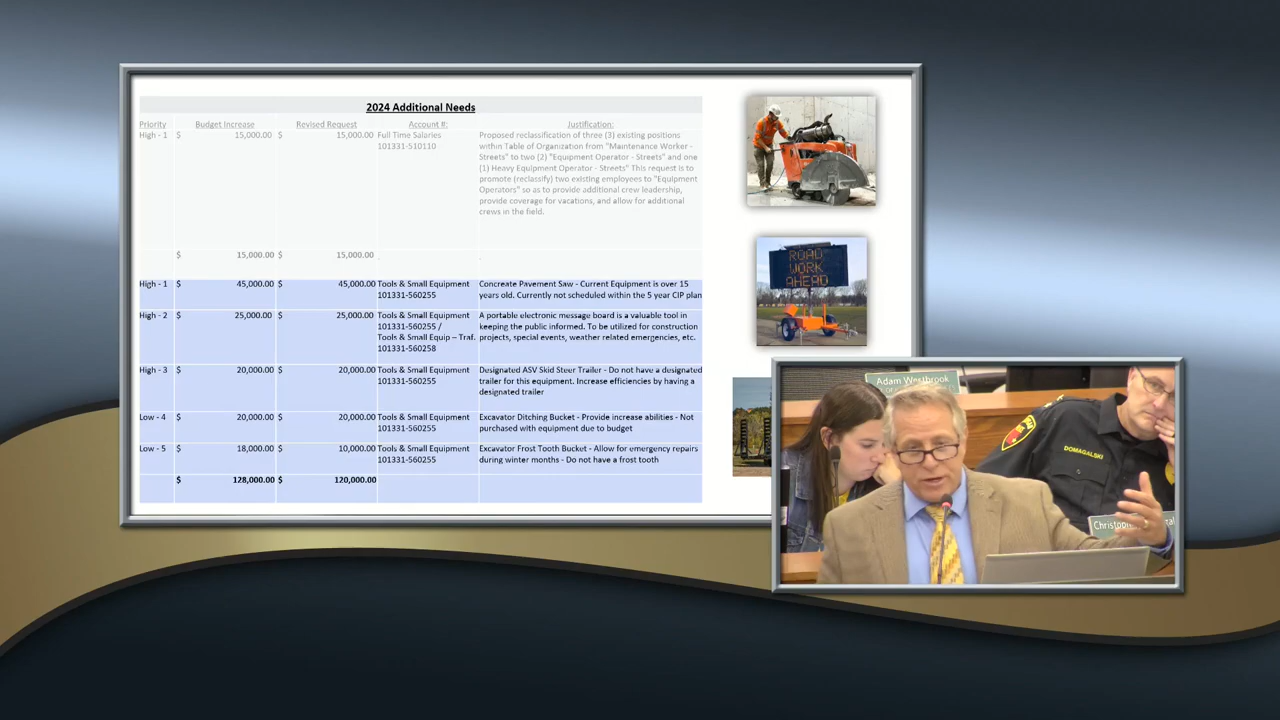 2024 Additional Needs
Priority Budget Increase Revised Request Account #: Justification:
High - 1 $ 15,000.00 $ 15,000.00 Full Time Salaries Proposed reclassification of three (3) existing positions
101331-510110 within Table of Organization from "Maintenance Worker -
Streets" to two (2) "Equipment Operator - Streets" and one
(1) Heavy Equipment Operator - Streets" This request is to
promote (reclassify) two existing employees to "Equipment
Operators" so as to provide additional crew leadership,
provide coverage for vacations, and allow for additional
crews in the field.
$ 15,000.00 $ 15,000.00
High - 1 $ 45,000.00 $ 45,000.00 Tools & Small Equipment Concreate Pavement Saw - Current Equipment is over 15
101331-560255 years old. Currently not scheduled within the 5 year CIP plan
High - 2 $ 25,000.00 $ 25,000.00 Tools & Small Equipment A portable electronic message board is a valuable tool in
101331-560255 / keeping the public informed. To be utilized for construction
Tools & Small Equip – Traf. projects, special events, weather related emergencies, etc.
101331-560258
High - 3 $ 20,000.00 $ 20,000.00 Tools & Small Equipment Designated ASV Skid Steer Trailer - Do not have a designated
101331-560255 trailer for this equipment. Increase efficiencies by having a
designated trailer
Low - 4 $ 20,000.00 $ 20,000.00 Tools & Small Equipment Excavator Ditching Bucket - Provide increase abilities - Not
101331-560255 purchased with equipment due to budget
Low - 5 $ 18,000.00 $ 10,000.00 Tools & Small Equipment Excavator Frost Tooth Bucket - Allow for emergency repairs
101331-560255 during winter months - Do not have a frost tooth
$ 128,000.00 $ 120,000.00
ROAD
WORK
AHEAD
Adam Westbrook
DOMAGALSKI